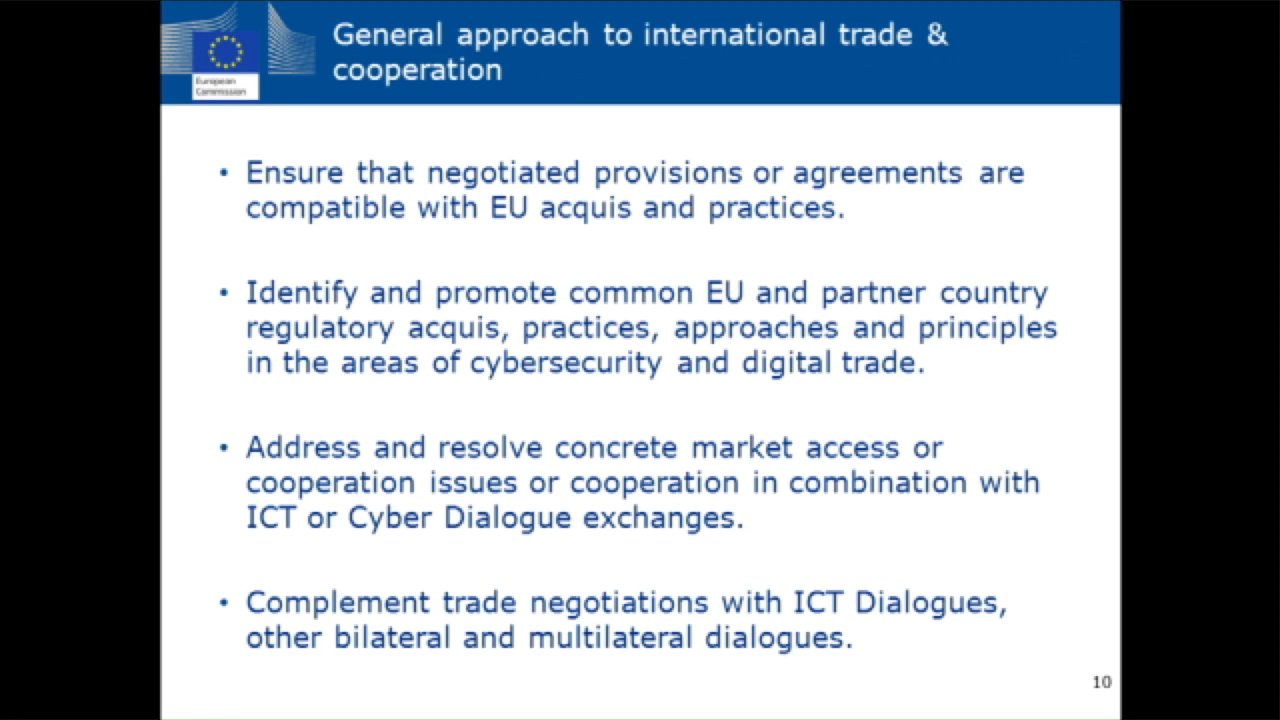 General approach to international trade &
cooperation
European
Commission
• Ensure that negotiated provisions or agreements are
compatible with EU acquis and practices.
• Identify and promote common EU and partner country
regulatory acquis, practices, approaches and principles
in the areas of cybersecurity and digital trade.
• Address and resolve concrete market access or
cooperation issues or cooperation in combination with
ICT or Cyber Dialogue exchanges.
• Complement trade negotiations with ICT Dialogues,
other bilateral and multilateral dialogues.
10